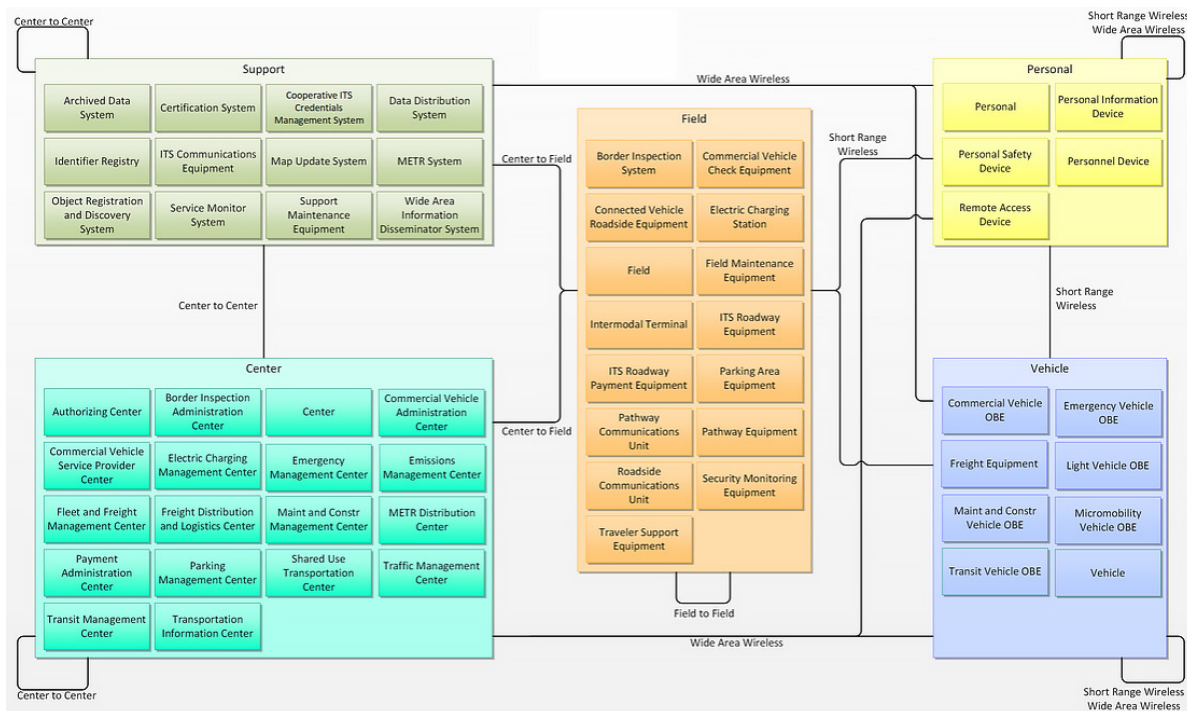 Center to Center
Short Range Wireless
Wide Area Wireless
Support
Archived Data
System
Certification System
Cooperative ITS
Credentials
Management System
Data Distribution
System
Identifier Registry
ITS Communications
Equipment
Map Update System
METR System
Object Registration
and Discovery
System
Service Monitor
System
Support
Maintenance
Equipment
Wide Area
Information
Disseminator System
Wide Area Wireless
Center to Field
Short Range
Wireless
Personal
Personal
Personal Information
Device
Personal Safety
Device
Personnel Device
Remote Access
Device
Field
Border Inspection
System
Commercial Vehicle
Check Equipment
Connected Vehicle
Roadside Equipment
Electric Charging
Station
Field
Field Maintenance
Equipment
Intermodal Terminal
ITS Roadway
Equipment
ITS Roadway
Payment Equipment
Parking Area
Equipment
Pathway
Communications
Unit
Pathway Equipment
Roadside
Communications
Unit
Security Monitoring
Equipment
Traveler Support
Equipment
Center to Center
Short Range
Wireless
Center
Authorizing Center
Border Inspection
Administration
Center
Center
Commercial Vehicle
Administration
Center
Commercial Vehicle
Service Provider
Center
Electric Charging
Management Center
Emergency
Management Center
Emissions
Management Center
Fleet and Freight
Management Center
Freight Distribution
and Logistics Center
Maint and Constr
Management Center
METR Distribution
Center
Payment
Administration
Center
Parking
Management Center
Shared Use
Transportation
Center
Traffic Management
Center
Transit Management
Center
Transportation
Information Center
Center to Field
Vehicle
Commercial Vehicle
OBE
Emergency Vehicle
OBE
Freight Equipment
Light Vehicle OBE
Maint and Constr
Vehicle OBE
Micromobility
Vehicle OBE
Transit Vehicle OBE
Vehicle
Field to Field
Wide Area Wireless
Center to Center
Short Range Wireless
Wide Area Wireless